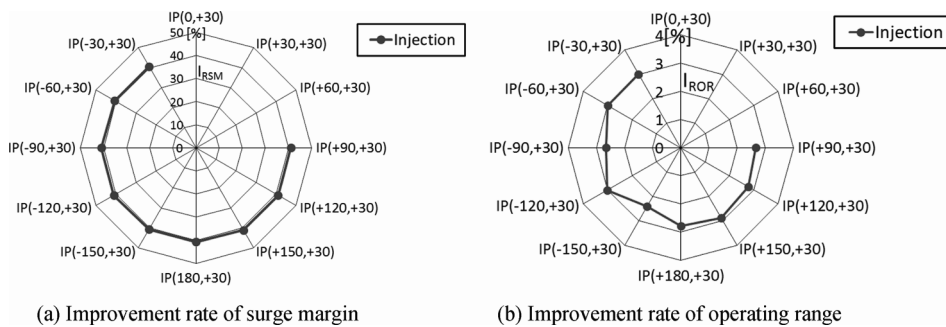 IP(0,+30)
50 [%]
IP(-30,+30)
IP(+30,+30)
Injection
40
IP(-60,+30)
I_RSM
IP(+60,+30)
30
20
10
IP(-90,+30)
0
IP(+90,+30)
IP(-120,+30)
IP(+120,+30)
IP(-150,+30)
IP(+150,+30)
IP(180,+30)
(a) Improvement rate of surge margin
IP(0,+30)
4[%]
IP(-30,+30)
IP(+30,+30)
Injection
3
IP(-60,+30)
I_ROR
IP(+60,+30)
2
1
IP(-90,+30)
0
IP(+90,+30)
IP(-120,+30)
IP(+120,+30)
IP(-150,+30)
IP(+150,+30)
IP(+180,+30)
(b) Improvement rate of operating range